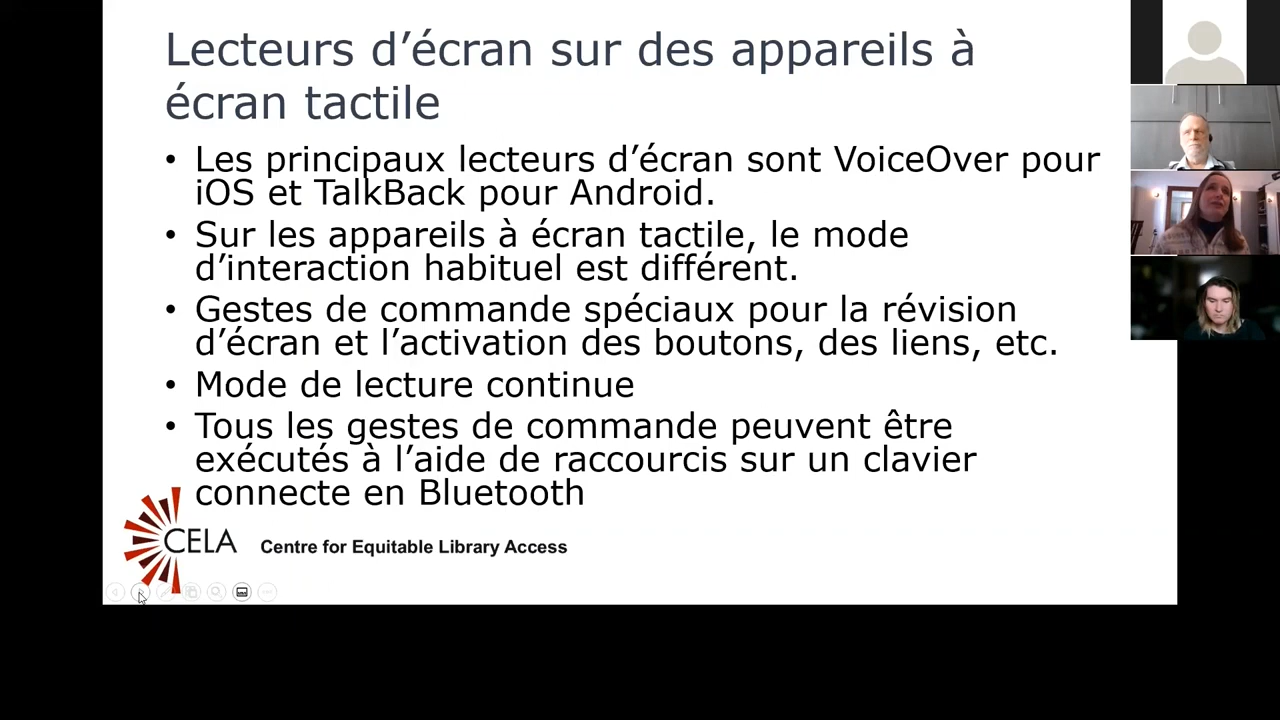 Lecteurs d’écran sur des appareils à
écran tactile
• Les principaux lecteurs d’écran sont VoiceOver pour
iOS et TalkBack pour Android.
• Sur les appareils à écran tactile, le mode
d’interaction habituel est différent.
• Gestes de commande spéciaux pour la révision
d’écran et l’activation des boutons, des liens, etc.
• Mode de lecture continue
• Tous les gestes de commande peuvent être
exécutés à l’aide de raccourcis sur un clavier
connecte en Bluetooth
CELA
Centre for Equitable Library Access